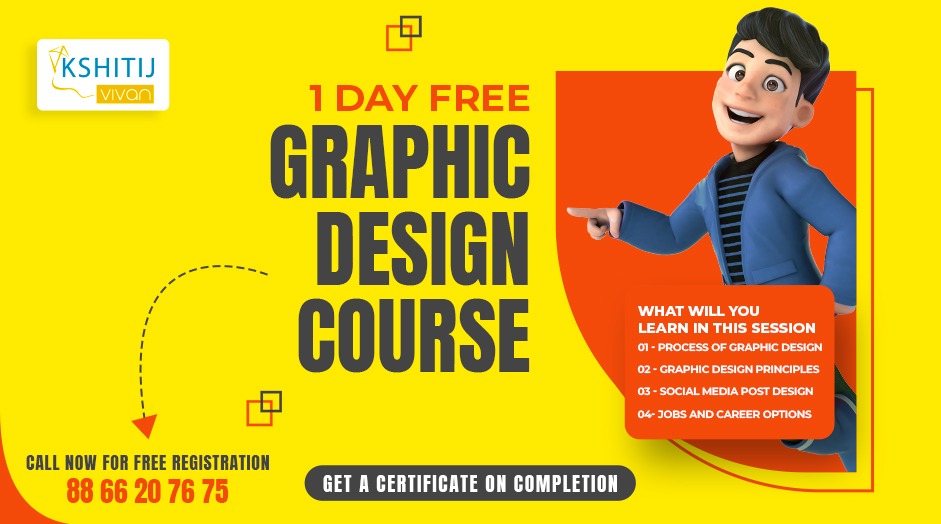 KSHITIJ
vivan
1 DAY FREE
GRAPHIC
DESIGN
COURSE
WHAT WILL YOU
LEARN IN THIS SESSION
01 - PROCESS OF GRAPHIC DESIGN
02 - GRAPHIC DESIGN PRINCIPLES
03 - SOCIAL MEDIA POST DESIGN
04- JOBS AND CAREER OPTIONS
CALL NOW FOR FREE REGISTRATION
88 66 20 76 75
GET A CERTIFICATE ON COMPLETION